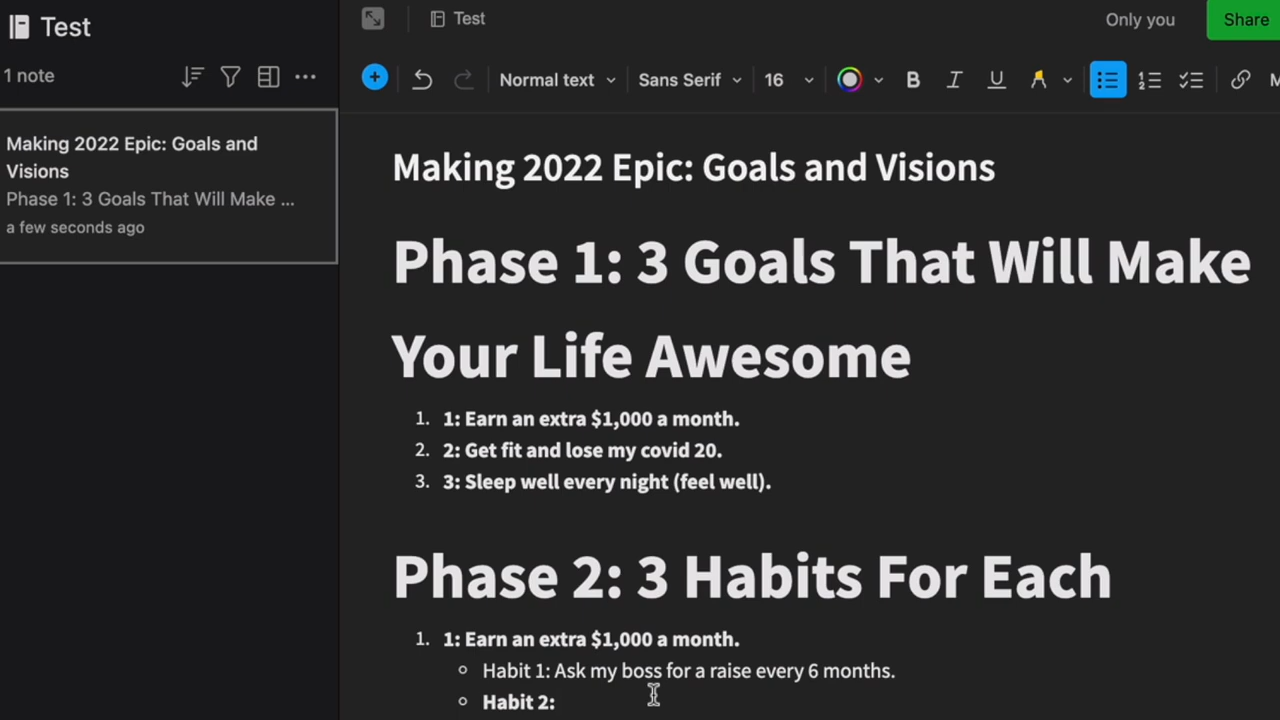 Test
1 note
Making 2022 Epic: Goals and
Visions
Phase 1: 3 Goals That Will Make ...
a few seconds ago
Test
Only you
Share
Normal text
Sans Serif
16
B
I
U
M
Making 2022 Epic: Goals and Visions
Phase 1: 3 Goals That Will Make
Your Life Awesome
1. 1: Earn an extra $1,000 a month.
2. 2: Get fit and lose my covid 20.
3. 3: Sleep well every night (feel well).
Phase 2: 3 Habits For Each
1. 1: Earn an extra $1,000 a month.
Habit 1: Ask my boss for a raise every 6 months.
Habit 2: